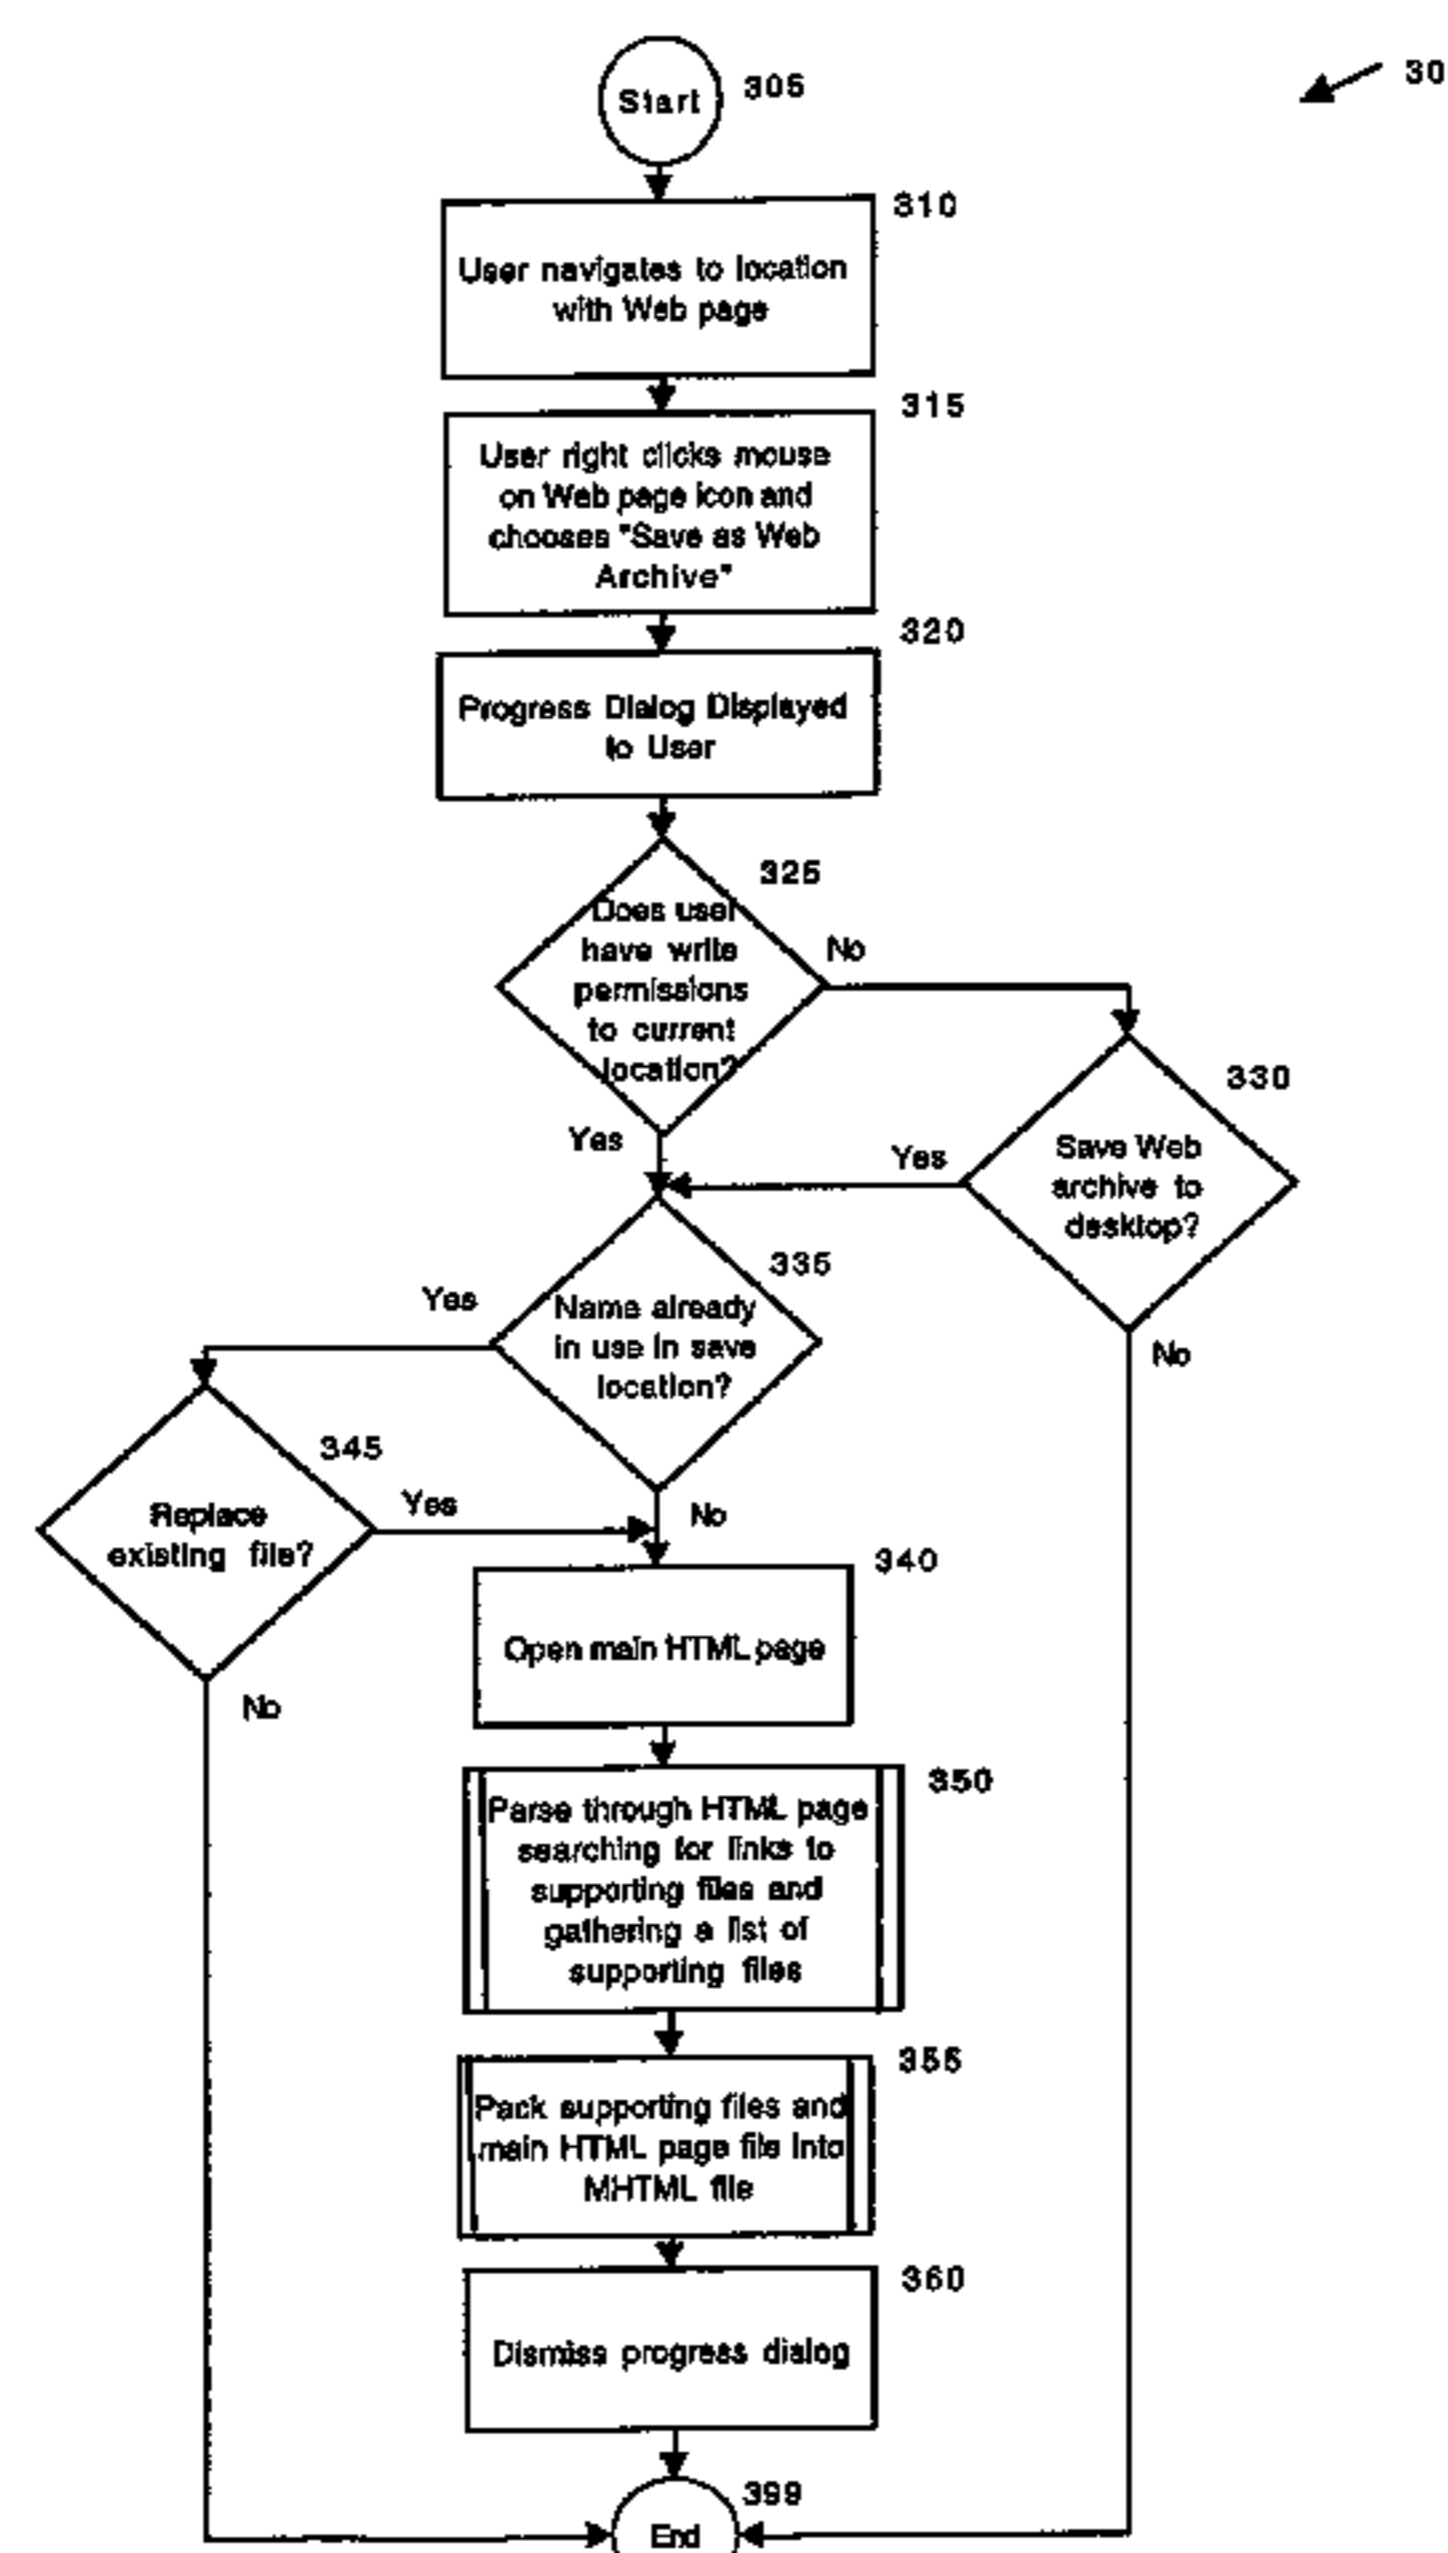 30
Start
305
310
User navigates to location
with Web page
315
User right clicks mouse
on Web page icon and
chooses "Save as Web
Archive"
320
Progress Dialog Displayed
to User
325
Does user
have write
permissions
to current
location?
No
Yes
330
Save Web
archive to
desktop?
Yes
No
335
Name already
in use in save
location?
Yes
No
345
Replace
existing file?
Yes
No
340
Open main HTML page
350
Parse through HTML page
searching for links to
supporting files and
gathering a list of
supporting files
355
Pack supporting files and
main HTML page file into
MHTML file
360
Dismiss progress dialog
399
End